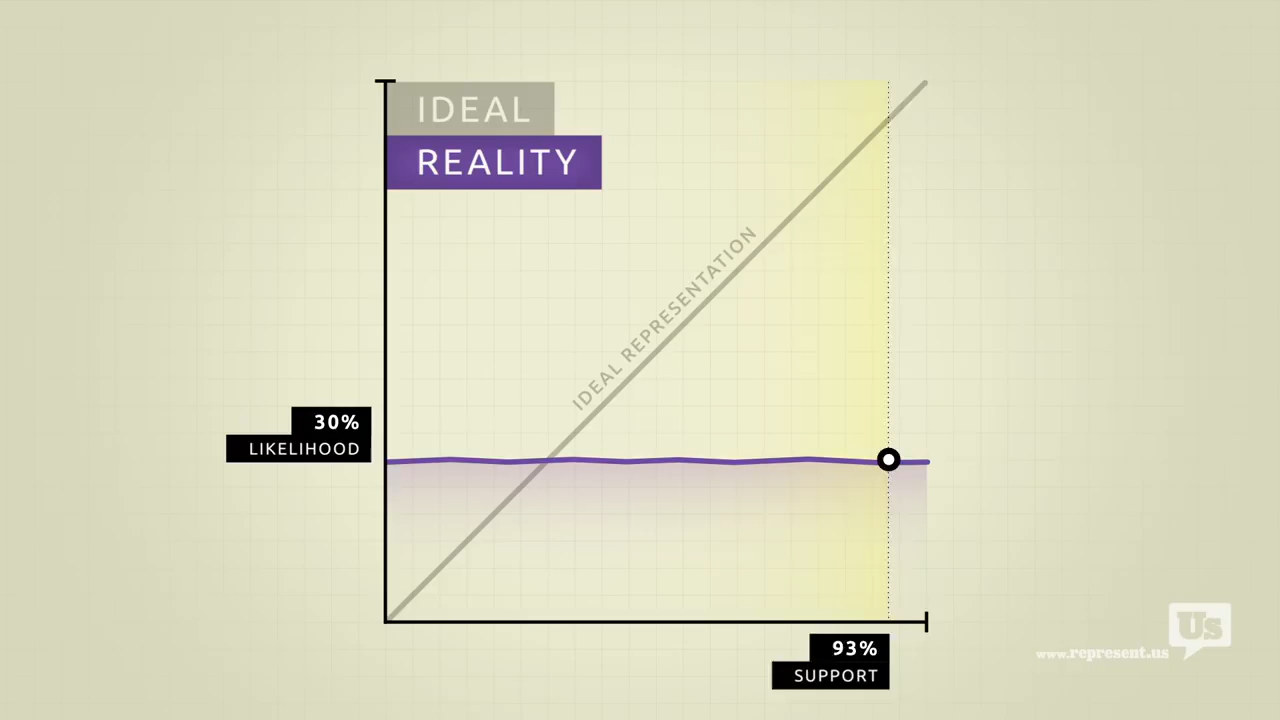 IDEAL
REALITY
IDEAL REPRESENTATION
30%
LIKELIHOOD
93%
SUPPORT
Us
www.represent.us